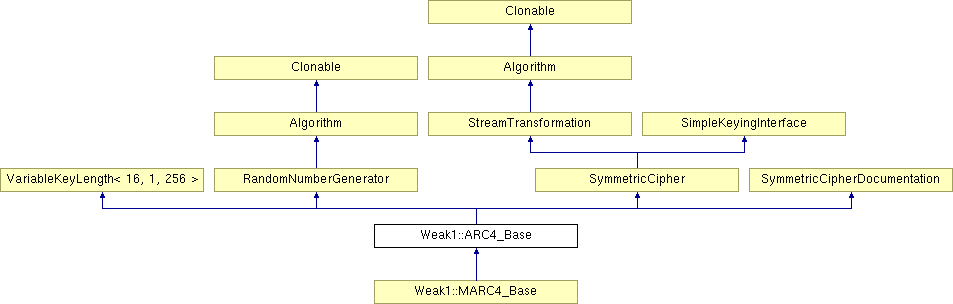 Clonable
Clonable
Algorithm
Algorithm
StreamTransformation
SimpleKeyingInterface
VariableKeyLength< 16, 1, 256 >
RandomNumberGenerator
SymmetricCipher
SymmetricCipherDocumentation
Weak1::ARC4_Base
Weak1::MARC4_Base